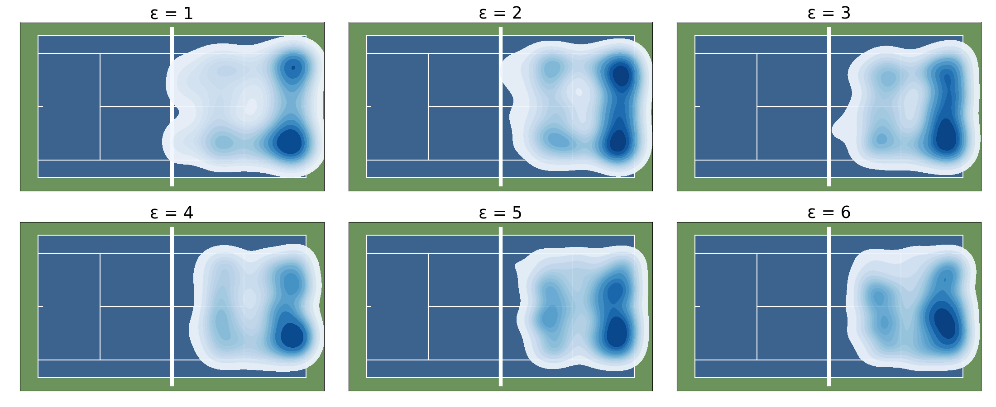 ε = 1
ε = 2
ε = 3
ε = 4
ε = 5
ε = 6